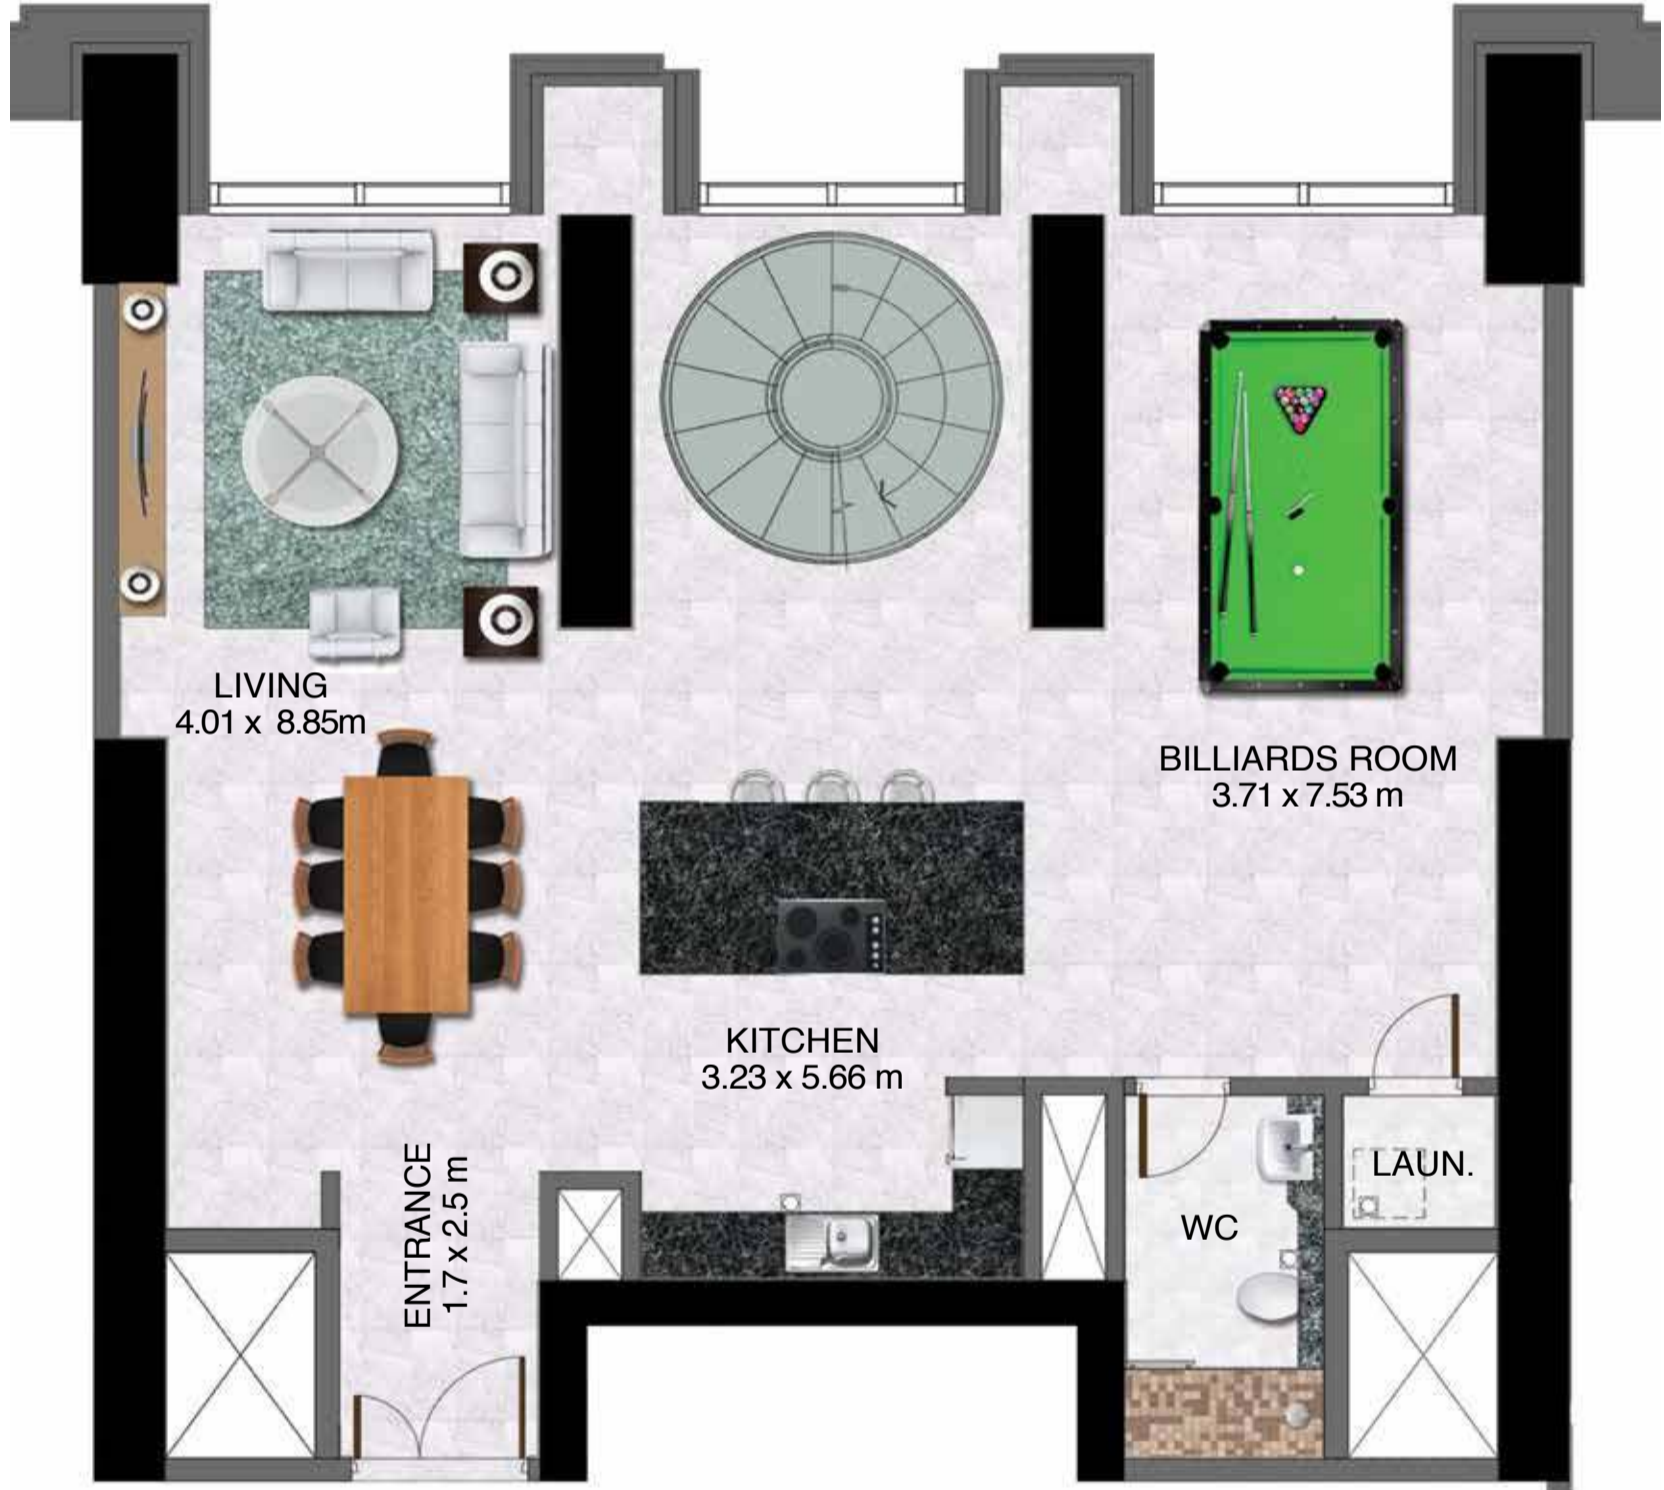 LIVING
4.01 x 8.85m
BILLIARDS ROOM
3.71 x 7.53 m
KITCHEN
3.23 x 5.66 m
ENTRANCE
1.7 x 2.5 m
WC
LAUN.